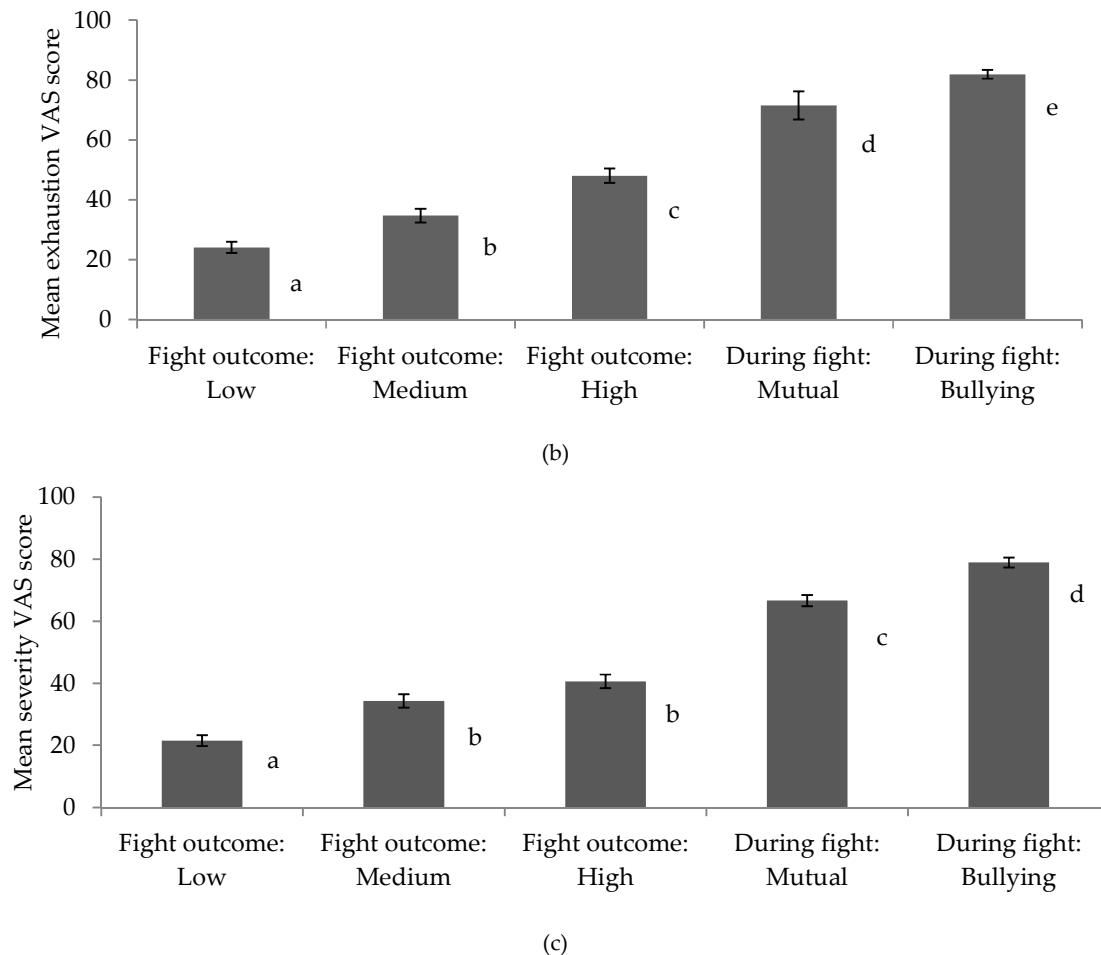 100
80
60
40
20
0
Mean exhaustion VAS score
a
b
c
d
e
Fight outcome: Fight outcome: Fight outcome: During fight: During fight:
Low Medium High Mutual Bullying
(b)
100
80
60
40
20
0
Mean severity VAS score
a
b
b
c
d
Fight outcome: Fight outcome: Fight outcome: During fight: During fight:
Low Medium High Mutual Bullying
(c)